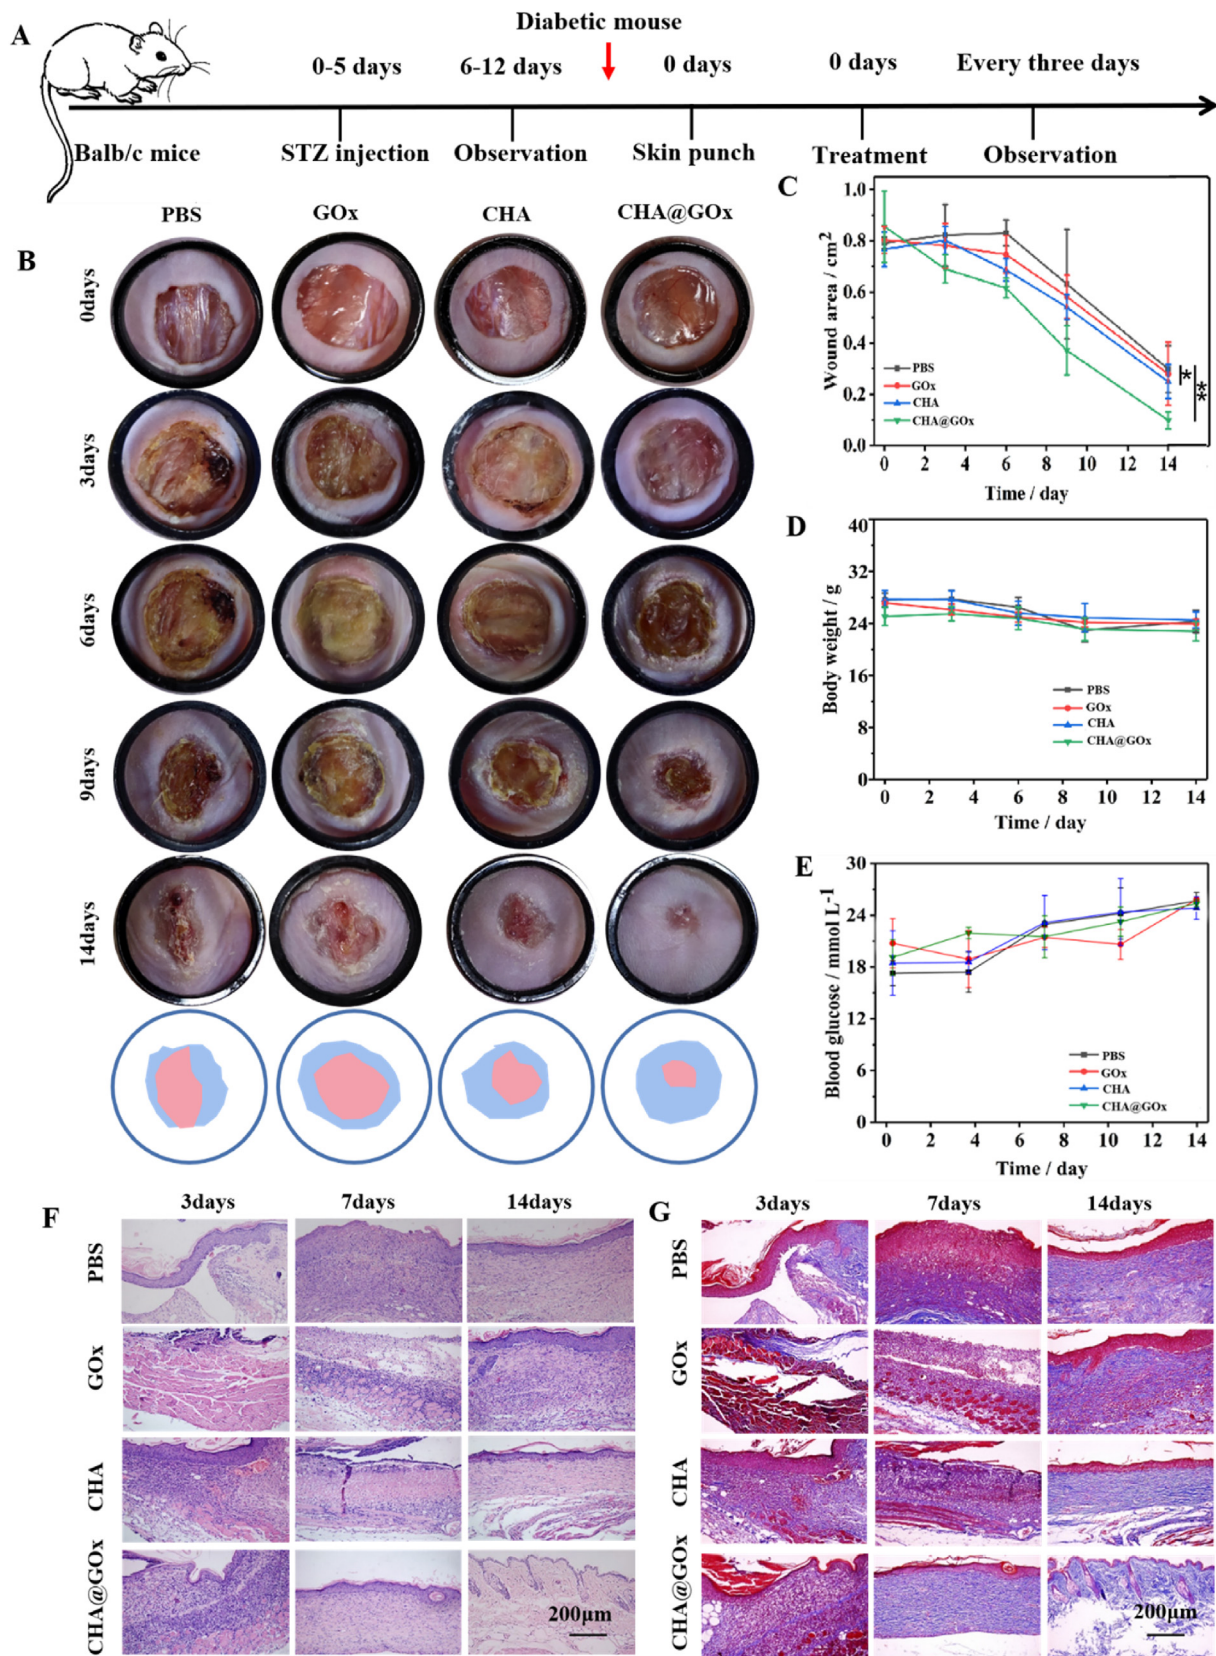 A
Diabetic mouse
0-5 days 6-12 days 0 days 0 days Every three days
Balb/c mice STZ injection Observation Skin punch Treatment Observation
B
PBS GOx CHA CHA@GOx
0days
3days
6days
9days
14days
C
Wound area / cm2
1.0
0.8
0.6
0.4
0.2
0.0
PBS
GOx
CHA
CHA@GOx
*
**
0 2 4 6 8 10 12 14
Time / day
D
Body weight / g
40
32
24
16
8
0
PBS
GOx
CHA
CHA@GOx
0 2 4 6 8 10 12 14
Time / day
E
Blood glucose / mmol L-1
30
24
18
12
6
0
PBS
GOx
CHA
CHA@GOx
0 2 4 6 8 10 12 14
Time / day
F
3days 7days 14days
PBS
GOx
CHA
CHA@GOx
200μm
G
3days 7days 14days
PBS
GOx
CHA
CHA@GOx
200μm